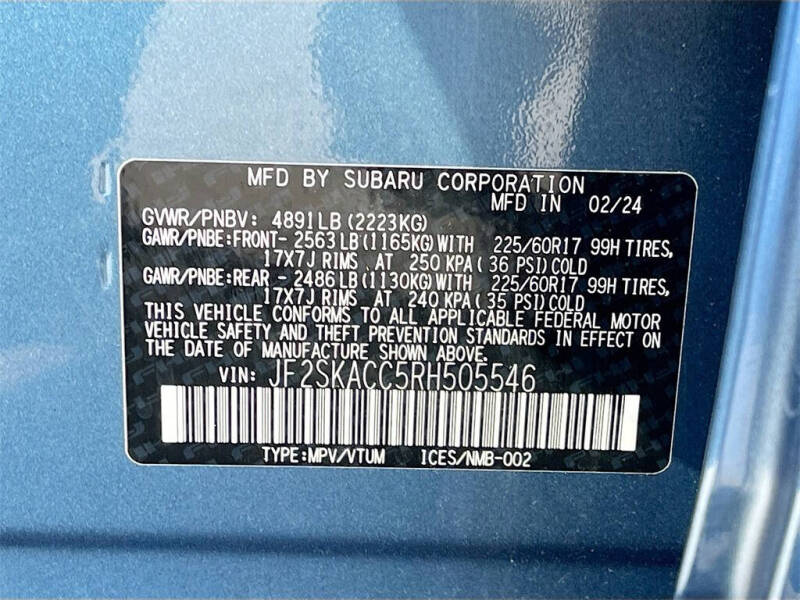 MFD BY SUBARU CORPORATION
MFD IN 02/24
GVWR/PNBV: 4891LB (2223KG)
GAWR/PNBE:FRONT- 2563LB(1165KG)WITH 225/60R17 99H TIRES,
17X7J RIMS AT 250 KPA( 36 PSI)COLD
GAWR/PNBE:REAR - 2486LB(1130KG)WITH 225/60R17 99H TIRES,
17X7J RIMS AT 240 KPA( 35 PSI)COLD
THIS VEHICLE CONFORMS TO ALL APPLICABLE FEDERAL MOTOR
VEHICLE SAFETY AND THEFT PREVENTION STANDARDS IN EFFECT ON
THE DATE OF MANUFACTURE SHOWN ABOVE.
VIN: JF2SKACC5RH505546
TYPE:MPV/VTUM ICES/NMB-002